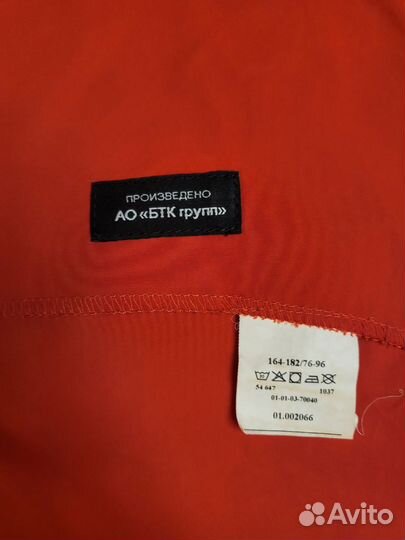 ПРОИЗВЕДЕНО
АО «БТК групп»
164-182/76-96
54 647 1037
01-01-03-70040
01.002066
Avito